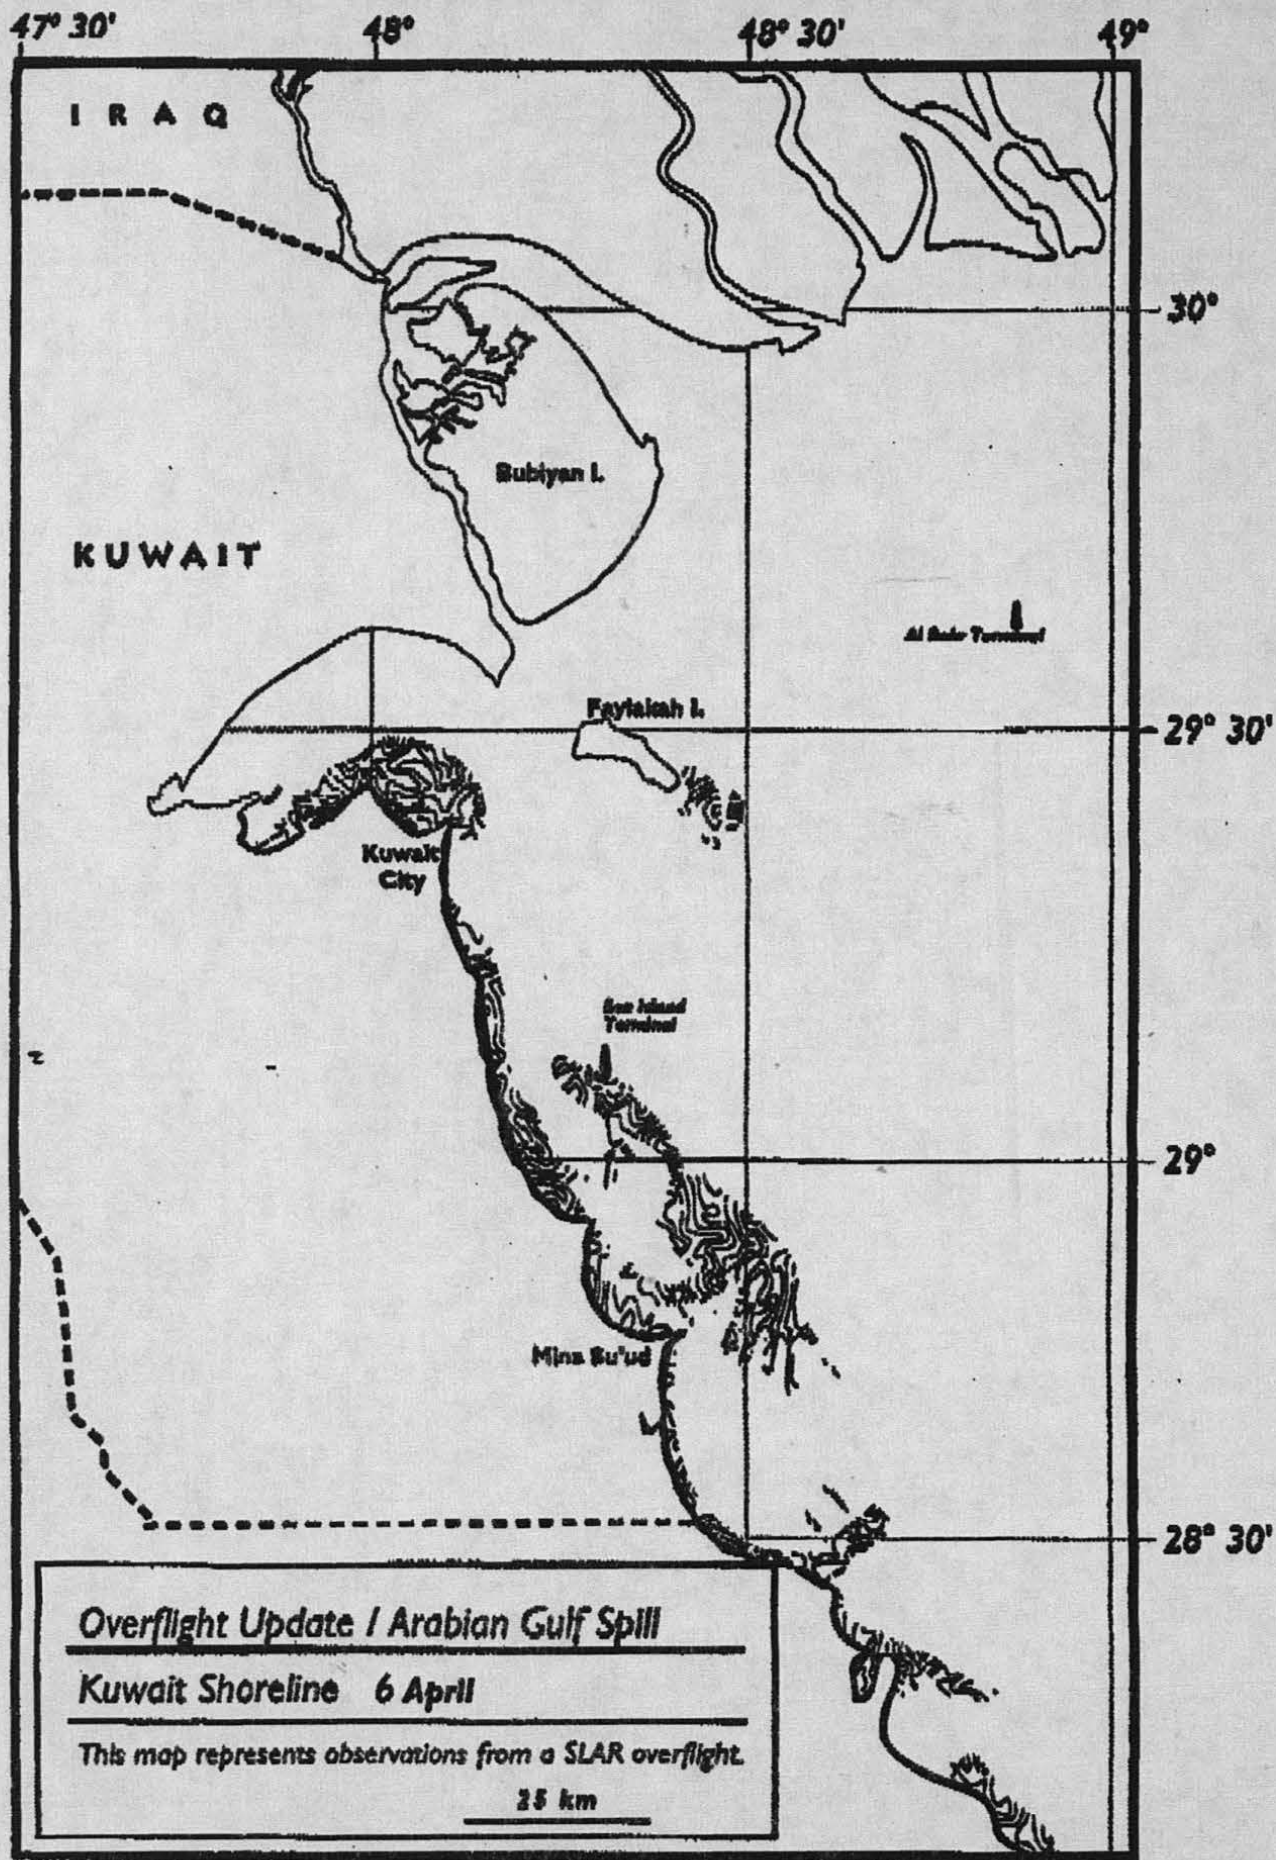 47° 30'
48°
48° 30'
49°
IRAQ
30°
Bubiyan I.
KUWAIT
Terminal
Faylakah I.
29° 30'
Kuwait
City
Sea Island
Terminal
29°
Mina Su'ud
28° 30'
Overflight Update / Arabian Gulf Spill
Kuwait Shoreline 6 April
This map represents observations from a SLAR overflight.
25 km